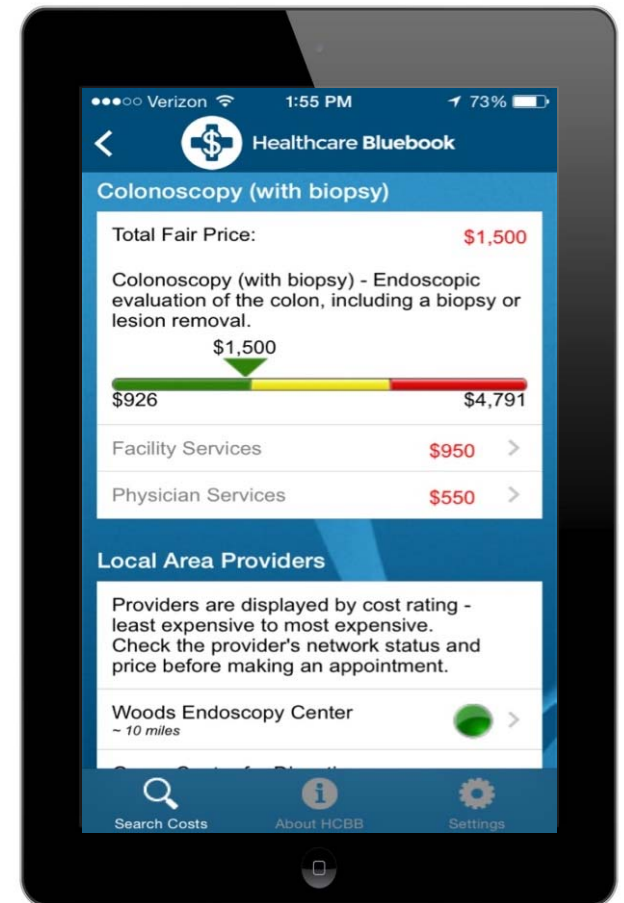 Verizon 1:55 PM 73%
Healthcare Bluebook
Colonoscopy (with biopsy)
Total Fair Price: $1,500
Colonoscopy (with biopsy) - Endoscopic
evaluation of the colon, including a biopsy or
lesion removal.
$1,500
$926 $4,791
Facility Services $950
Physician Services $550
Local Area Providers
Providers are displayed by cost rating -
least expensive to most expensive.
Check the provider's network status and
price before making an appointment.
Woods Endoscopy Center
~ 10 miles
Search Costs About HCBB Settings